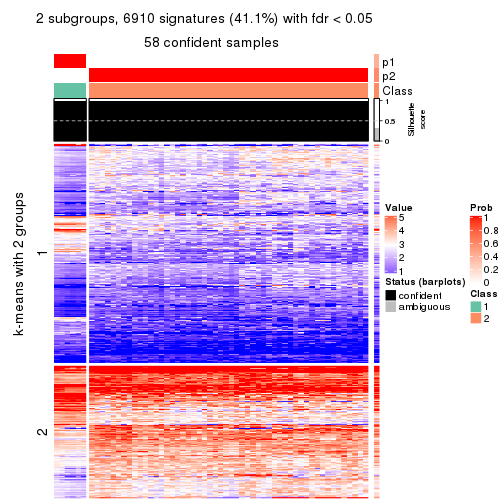 2 subgroups, 6910 signatures (41.1%) with fdr < 0.05
58 confident samples
p1
p2
Class
1
0.5
0
Silhouette
score
k-means with 2 groups
1
2
Value
5
4
3
2
1
Status (barplots)
confident
ambiguous
Prob
1
0.8
0.6
0.4
0.2
0
Class
1
2